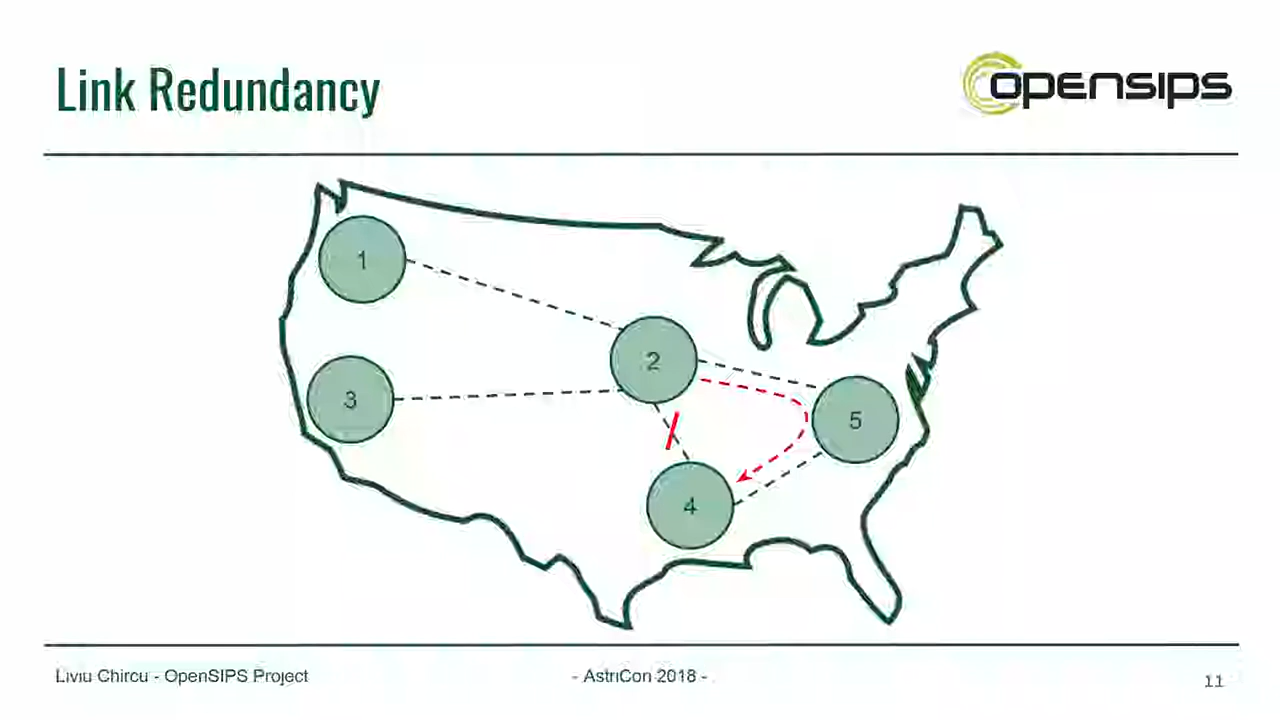 Link Redundancy
opensips
1
2
3
5
4
Liviu Chircu - OpenSIPS Project
- AstriCon 2018 -
11